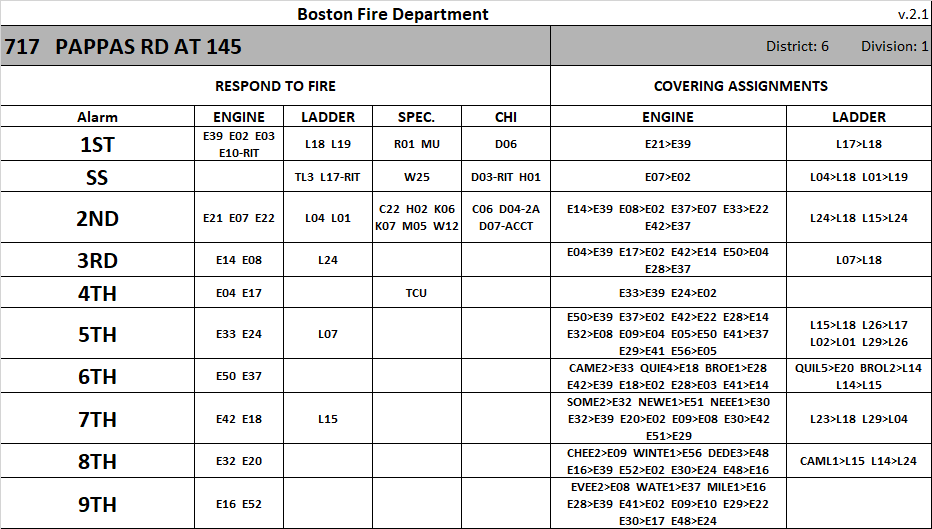 Boston Fire Department v.2.1
717 PAPPAS RD AT 145 District: 6 Division: 1
RESPOND TO FIRE COVERING ASSIGNMENTS
Alarm ENGINE LADDER SPEC. CHI ENGINE LADDER
1ST E39 E02 E03 L18 L19 R01 MU D06 E21>E39 L17>L18
E10-RIT
SS TL3 L17-RIT W25 D03-RIT H01 E07>E02 L04>L18 L01>L19
2ND E21 E07 E22 L04 L01 C22 H02 K06 C06 D04-2A E14>E39 E08>E02 E37>E07 E33>E22 L24>L18 L15>L24
K07 M05 W12 D07-ACCT E42>E37
3RD E14 E08 L24 E04>E39 E17>E02 E42>E14 E50>E04 L07>L18
E28>E37
4TH E04 E17 TCU E33>E39 E24>E02
5TH E33 E24 L07 E50>E39 E37>E02 E42>E22 E28>E14 L15>L18 L26>L17
E32>E08 E09>E04 E05>E50 E41>E37 L02>L01 L29>L26
E29>E41 E56>E05
6TH E50 E37 CAME2>E33 QUIE4>E18 BROE1>E28 QUIL5>E20 BROL2>L14
E42>E39 E18>E02 E28>E03 E41>E14 L14>L15
7TH E42 E18 L15 SOME2>E32 NEWE1>E51 NEEE1>E30 L23>L18 L29>L04
E32>E39 E20>E02 E09>E08 E30>E42
E51>E29
8TH E32 E20 CHEE2>E09 WINTE1>E56 DEDE3>E48 CAML1>L15 L14>L24
E16>E39 E52>E02 E30>E24 E48>E16
9TH E16 E52 EVEE2>E08 WATE1>E37 MILE1>E16
E28>E39 E41>E02 E09>E10 E29>E22
E30>E17 E48>E24